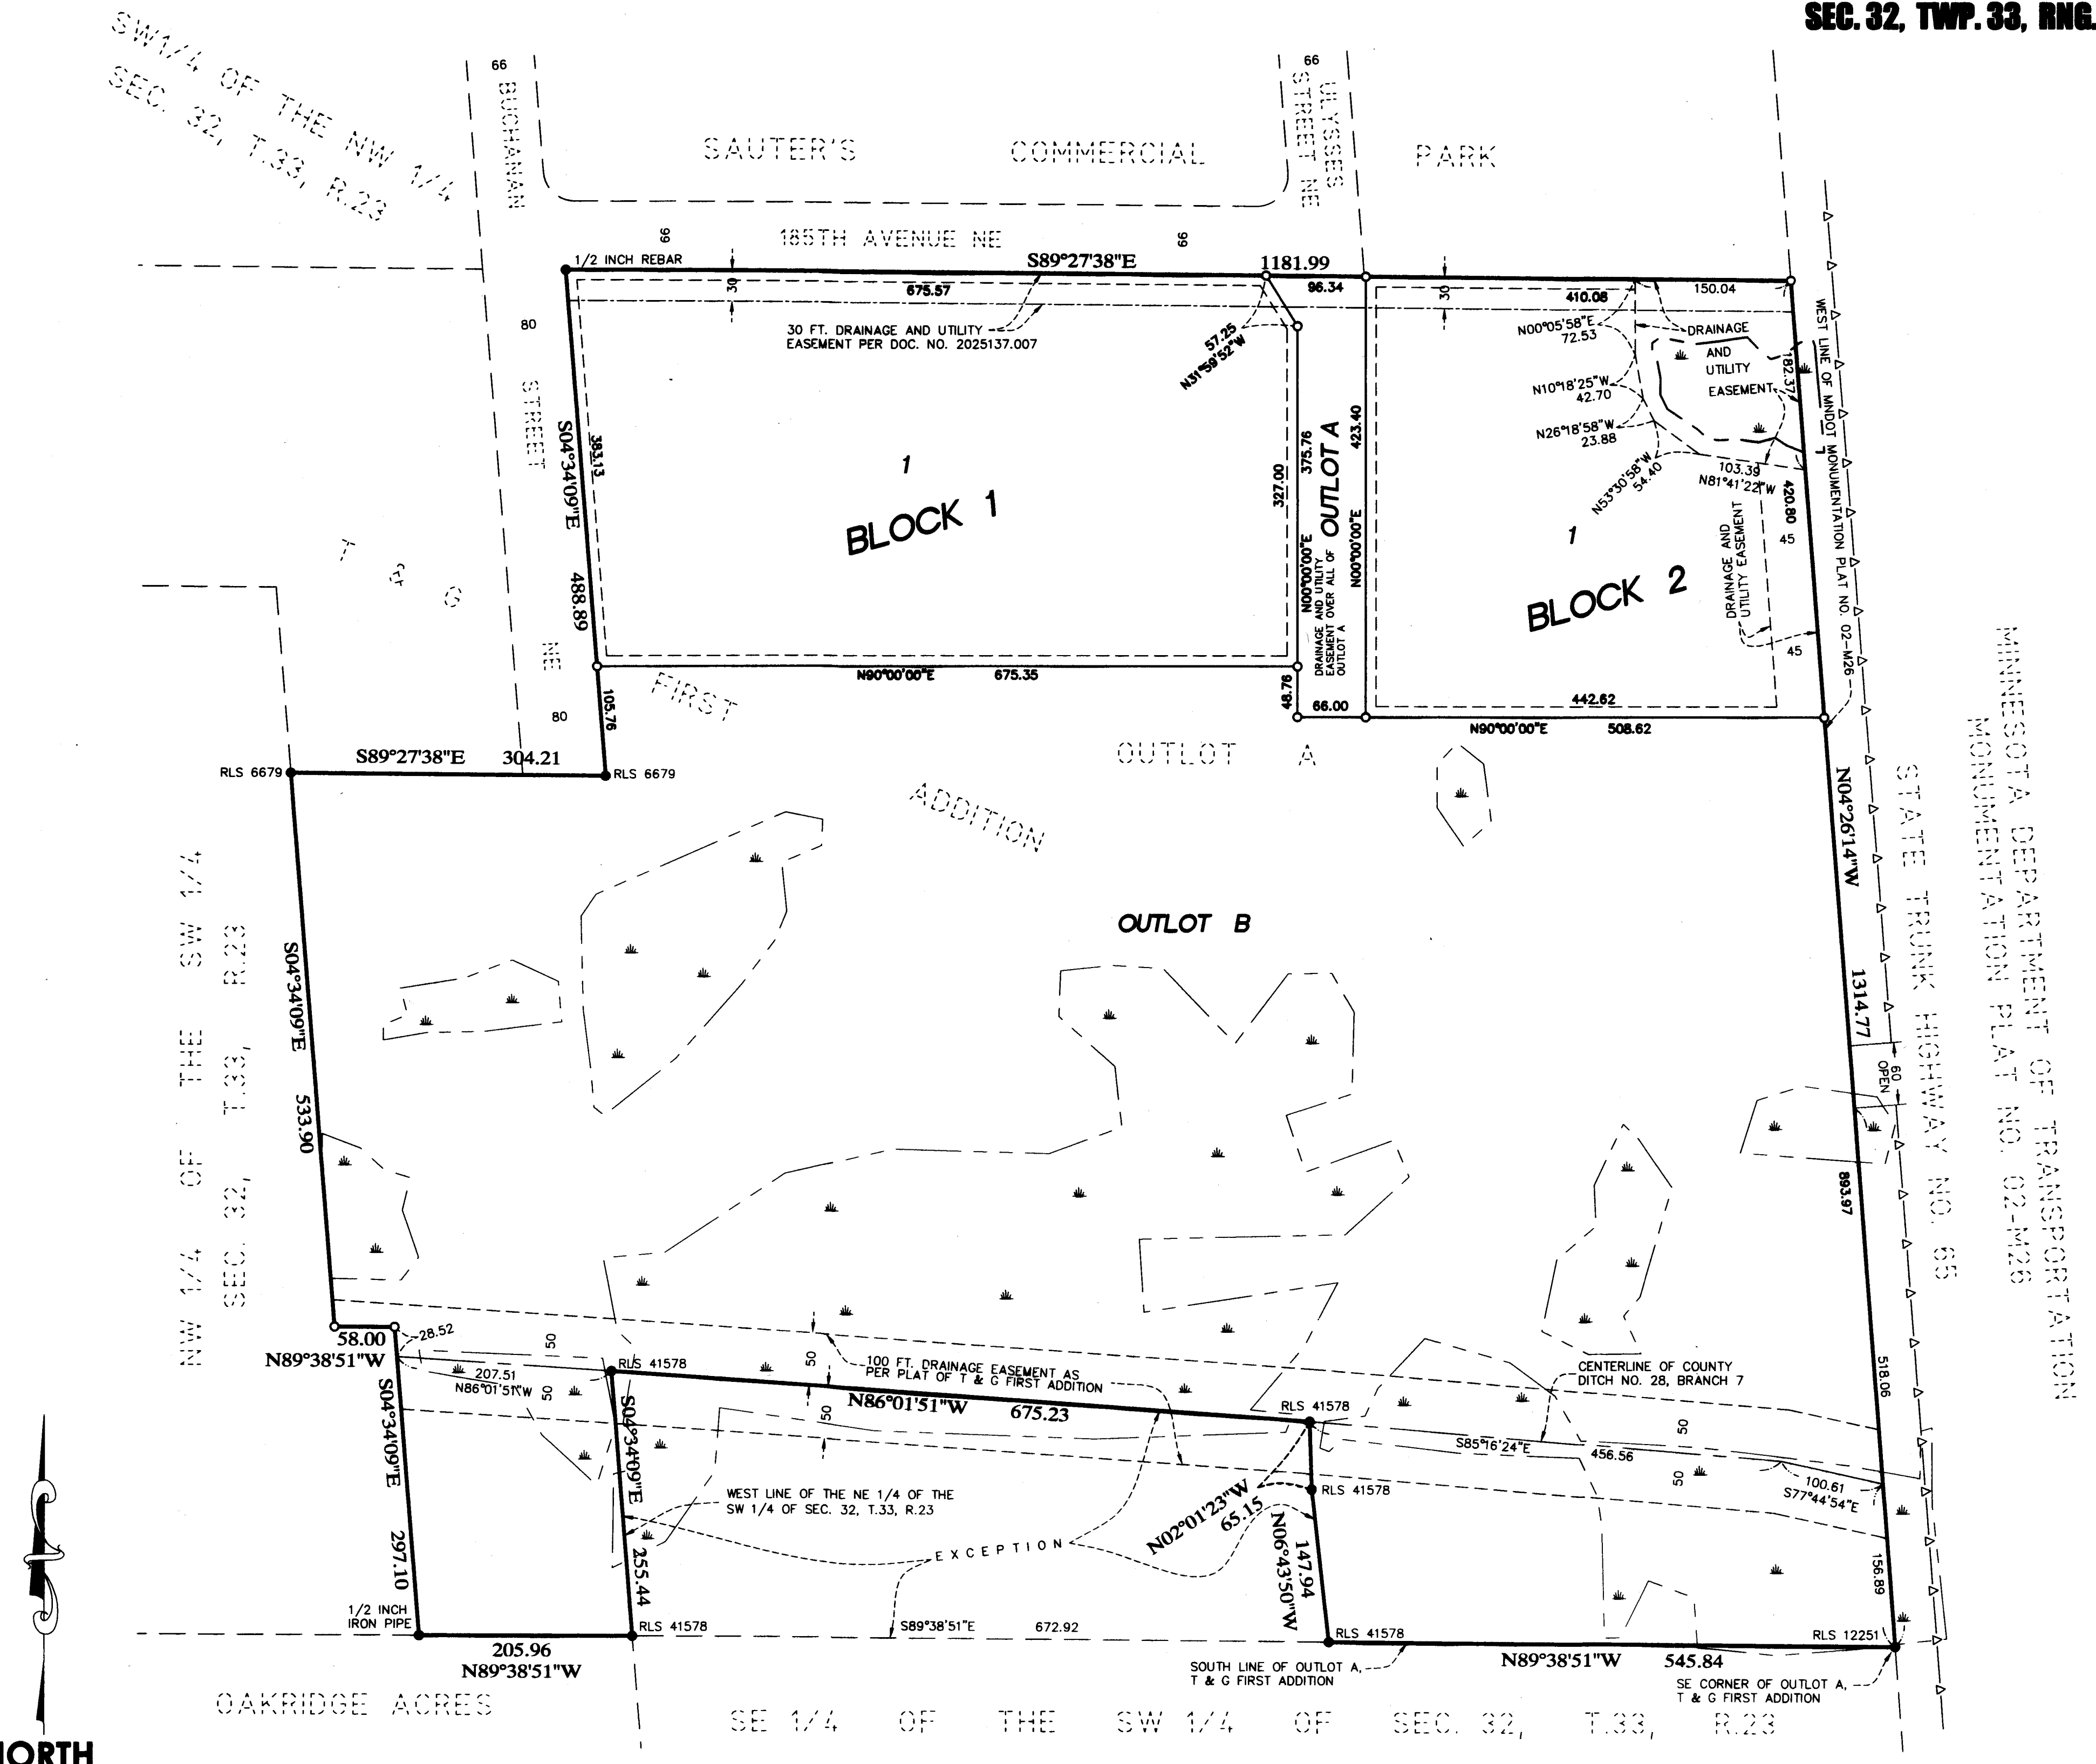 SEC. 32, TWP. 33, RNG.
SW1/4 OF THE NW 1/4
SEC. 32, T.33, R.23
66
BUCHANAN
STREET
NE
66
ULYSSES
STREET NE
SAUTER'S COMMERCIAL PARK
66
185TH AVENUE NE
66
1/2 INCH REBAR
S89°27'38"E
1181.99
30
675.57
96.34
30
410.08
150.04
80
30 FT. DRAINAGE AND UTILITY
EASEMENT PER DOC. NO. 2025137.007
57.25
N31°59'52"W
N00°05'58"E
72.53
DRAINAGE
AND
UTILITY
EASEMENT
182.37
N10°18'25"W
42.70
N26°18'58"W
23.88
N53°30'58"W
54.40
103.39
N81°41'22"W
WEST LINE OF MNDOT MONUMENTATION PLAT NO. 02-M26
S04°34'09"E
488.89
383.13
1
BLOCK 1
327.00
375.76
N00°00'00"E
OUTLOT A
DRAINAGE AND UTILITY
EASEMENT OVER ALL OF
OUTLOT A
423.40
N00°00'00"E
1
BLOCK 2
DRAINAGE AND
UTILITY EASEMENT
420.80
45
45
T & G
FIRST
ADDITION
N90°00'00"E
675.35
105.76
80
48.76
66.00
442.62
N90°00'00"E
508.62
OUTLOT A
RLS 6679
S89°27'38"E
304.21
RLS 6679
N04°26'14"W
1314.77
STATE TRUNK HIGHWAY NO. 65
MINNESOTA DEPARTMENT OF TRANSPORTATION
MONUMENTATION PLAT NO. 02-M26
NW 1/4 OF THE SW 1/4
SEC. 32, T.33, R.23
OUTLOT B
S04°34'09"E
533.90
60
OPEN
893.97
518.06
58.00
N89°38'51"W
28.52
50
207.51
N86°01'51"W
50
RLS 41578
50
100 FT. DRAINAGE EASEMENT AS
PER PLAT OF T & G FIRST ADDITION
N86°01'51"W
675.23
50
RLS 41578
CENTERLINE OF COUNTY
DITCH NO. 28, BRANCH 7
S85°16'24"E
456.56
50
50
100.61
S77°44'54"E
S04°34'09"E
297.10
S04°34'09"E
255.44
WEST LINE OF THE NE 1/4 OF THE
SW 1/4 OF SEC. 32, T.33, R.23
EXCEPTION
RLS 41578
N02°01'23"W
65.15
147.94
N06°43'50"W
156.89
1/2 INCH
IRON PIPE
205.96
N89°38'51"W
RLS 41578
S89°38'51"E
672.92
RLS 41578
RLS 12251
SOUTH LINE OF OUTLOT A,
T & G FIRST ADDITION
N89°38'51"W
545.84
SE CORNER OF OUTLOT A,
T & G FIRST ADDITION
OAKRIDGE ACRES
SE 1/4 OF THE SW 1/4 OF SEC. 32, T.33, R.23
NORTH